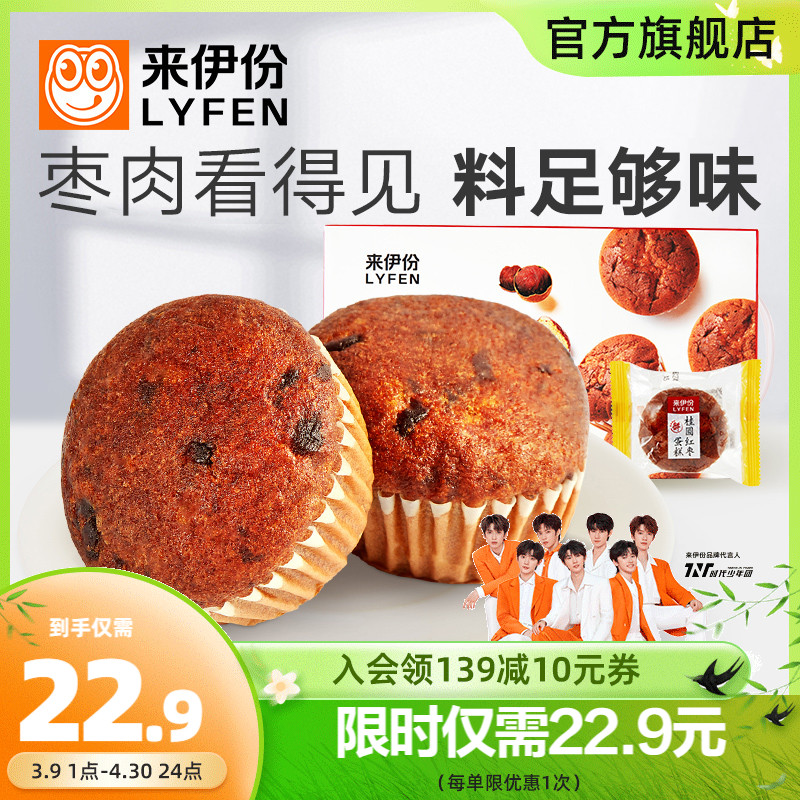 官方旗舰店
来伊份
LYFEN
枣肉看得见 料足够味
来伊份
LYFEN
来伊份
LYFEN
桂圆红枣
蛋糕
来伊份品牌代言人
TNT时代少年团
到手仅需
22.9
3.9 1点-4.30 24点
入会领139减10元券
限时仅需22.9元
(每单限优惠1次)